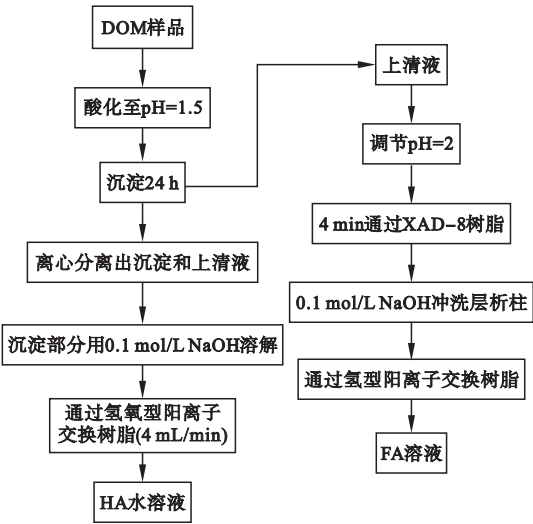 DOM样品
酸化至pH=1.5
沉淀24 h
离心分离出沉淀和上清液
沉淀部分用0.1 mol/L NaOH溶解
通过氢氧型阳离子
交换树脂(4 mL/min)
HA水溶液
上清液
调节pH=2
4 min通过XAD-8树脂
0.1 mol/L NaOH冲洗层析柱
通过氢型阳离子交换树脂
FA溶液